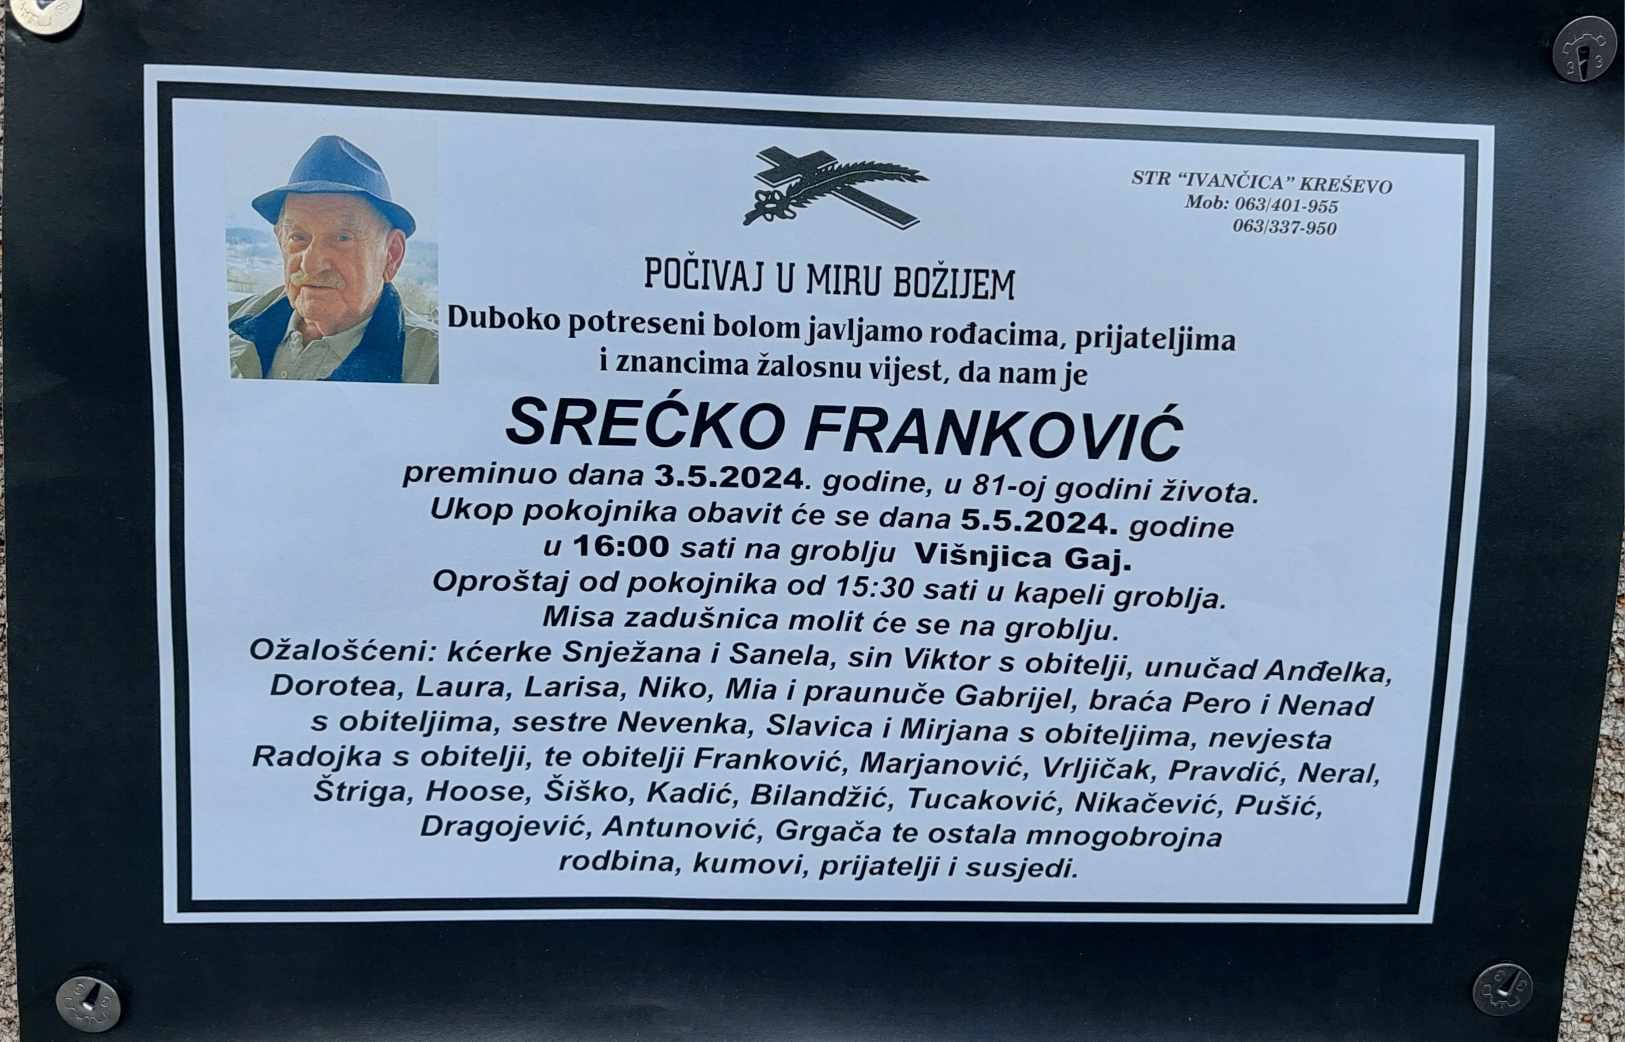 STR “IVANČICA” KREŠEVO
Mob: 063/401-955
063/337-950
POČIVAJ U MIRU BOŽIJEM
Duboko potreseni bolom javljamo rođacima, prijateljima
i znancima žalosnu vijest, da nam je
SREĆKO FRANKOVIĆ
preminuo dana 3.5.2024. godine, u 81-oj godini života.
Ukop pokojnika obavit će se dana 5.5.2024. godine
u 16:00 sati na groblju Višnjica Gaj.
Oproštaj od pokojnika od 15:30 sati u kapeli groblja.
Misa zadušnica molit će se na groblju.
Ožalošćeni: kćerke Snježana i Sanela, sin Viktor s obitelji, unučad Anđelka,
Dorotea, Laura, Larisa, Niko, Mia i praunuče Gabrijel, braća Pero i Nenad
s obiteljima, sestre Nevenka, Slavica i Mirjana s obiteljima, nevjesta
Radojka s obitelji, te obitelji Franković, Marjanović, Vrljičak, Pravdić, Neral,
Štriga, Hoose, Šiško, Kadić, Bilandžić, Tucaković, Nikačević, Pušić,
Dragojević, Antunović, Grgača te ostala mnogobrojna
rodbina, kumovi, prijatelji i susjedi.